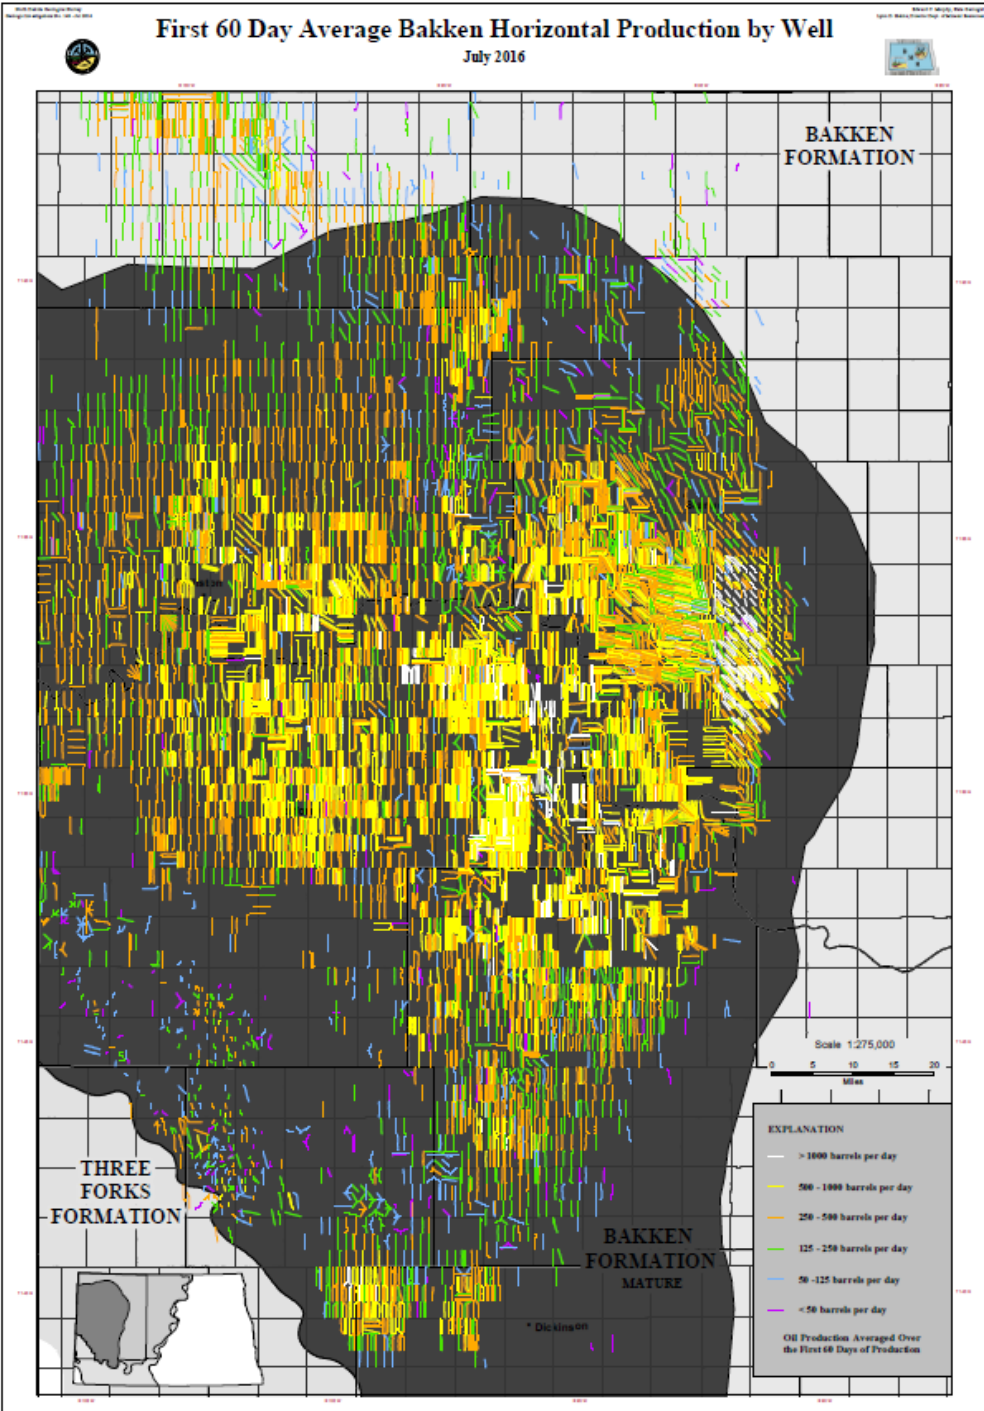 First 60 Day Average Bakken Horizontal Production by Well
July 2016
BAKKEN
FORMATION
Scale 1:275,000
0 5 10 15 20
Miles
THREE
FORKS
FORMATION
BAKKEN
FORMATION
MATURE
* Dickinson
EXPLANATION
> 1000 barrels per day
500 - 1000 barrels per day
250 - 500 barrels per day
125 - 250 barrels per day
50 -125 barrels per day
< 50 barrels per day
Oil Production Averaged Over
the First 60 Days of Production